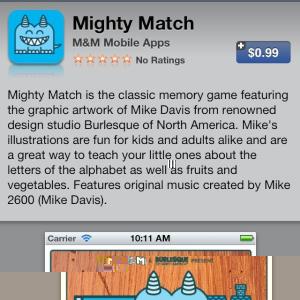 Mighty Match
M&M Mobile Apps
No Ratings
$0.99
Mighty Match is the classic memory game featuring
the graphic artwork of Mike Davis from renowned
design studio Burlesque of North America. Mike's
illustrations are fun for kids and adults alike and are
a great way to teach your little ones about the
letters of the alphabet as well as fruits and
vegetables. Features original music created by Mike
2600 (Mike Davis).
Carrier 10:11 AM
BURLESQUE PRESENT